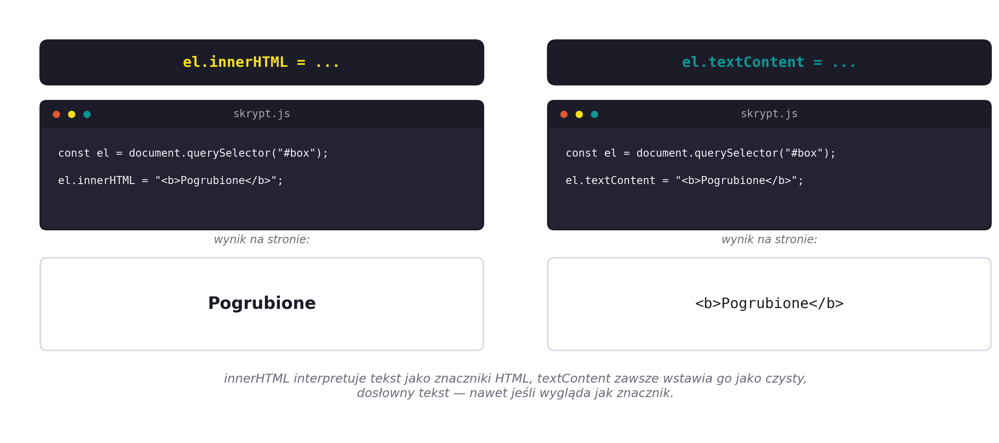 el.innerHTML = ...
skrypt.js
const el = document.querySelector("#box");
el.innerHTML = "<b>Pogrubione</b>";
wynik na stronie:
Pogrubione
el.textContent = ...
skrypt.js
const el = document.querySelector("#box");
el.textContent = "<b>Pogrubione</b>";
wynik na stronie:
<b>Pogrubione</b>
innerHTML interpretuje tekst jako znaczniki HTML, textContent zawsze wstawia go jako czysty,
dosłowny tekst — nawet jeśli wygląda jak znacznik.